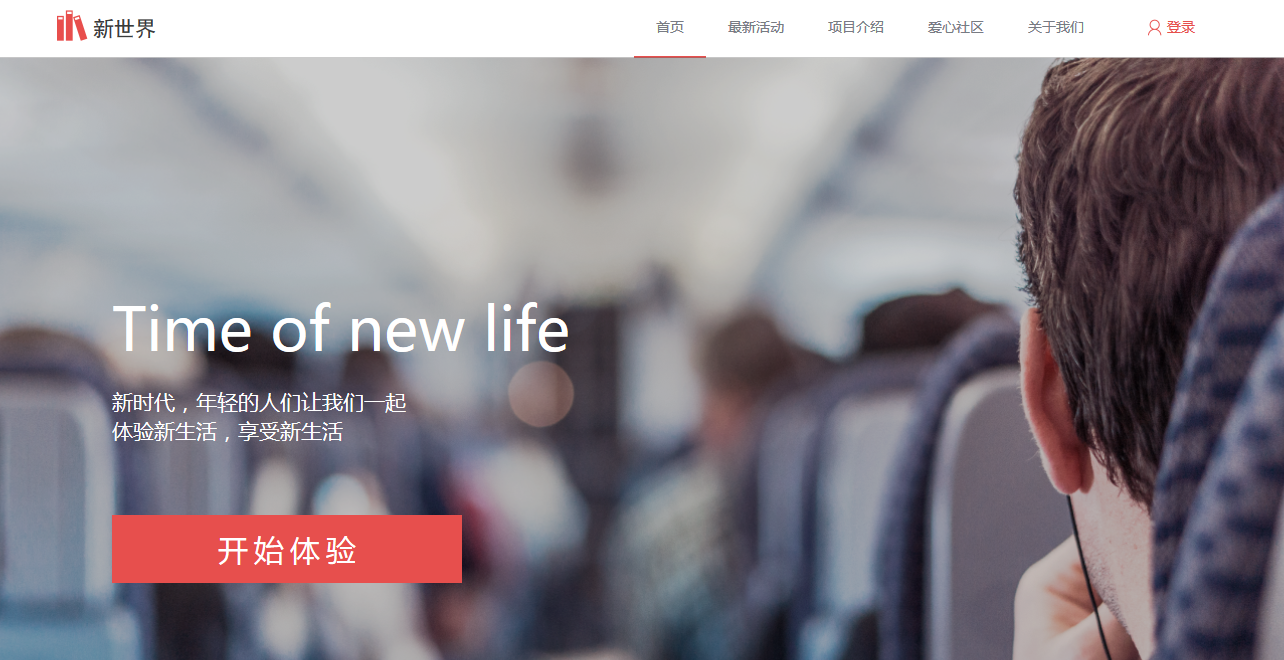 新世界
首页
最新活动
项目介绍
爱心社区
关于我们
登录
Time of new life
新时代，年轻的人们让我们一起
体验新生活，享受新生活
开始体验